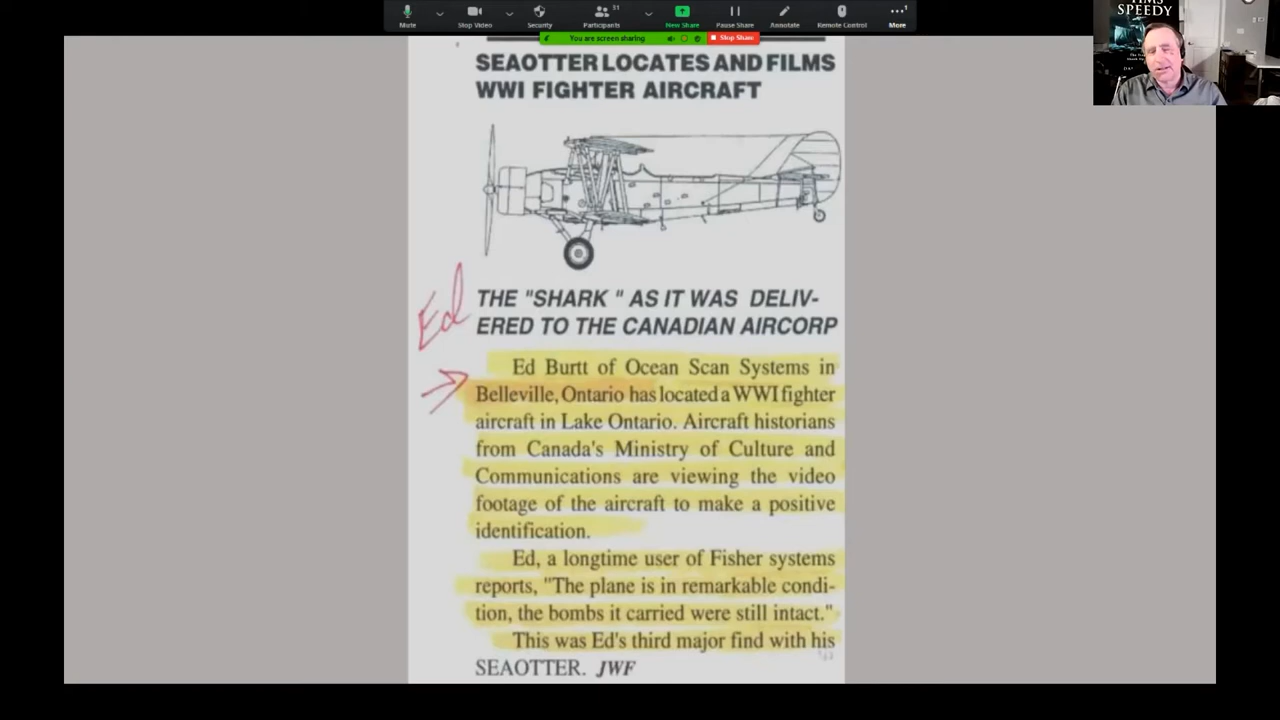 Mute
Stop Video
Security
Participants
51
New Share
Pause Share
Annotate
Remote Control
More
You are screen sharing
Stop Share
SPEEDY
SEAOTTER LOCATES AND FILMS
WWI FIGHTER AIRCRAFT
THE "SHARK " AS IT WAS DELIV-
ERED TO THE CANADIAN AIRCORP
Ed
Ed Burtt of Ocean Scan Systems in
Belleville, Ontario has located a WWI fighter
aircraft in Lake Ontario. Aircraft historians
from Canada's Ministry of Culture and
Communications are viewing the video
footage of the aircraft to make a positive
identification.
Ed, a longtime user of Fisher systems
reports, "The plane is in remarkable condi-
tion, the bombs it carried were still intact."
This was Ed's third major find with his
SEAOTTER. JWF